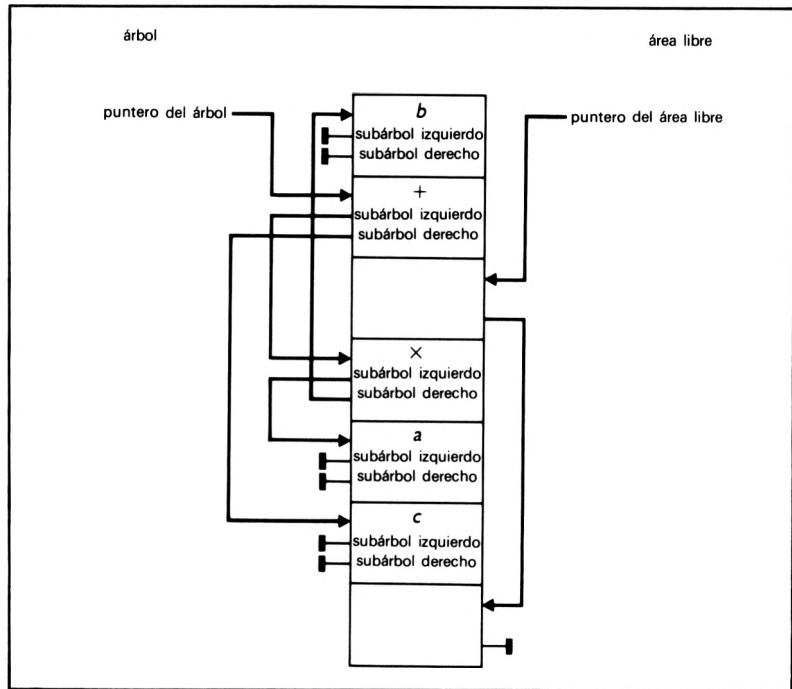 árbol
área libre
puntero del árbol
puntero del área libre
b
subárbol izquierdo
subárbol derecho
+
subárbol izquierdo
subárbol derecho
×
subárbol izquierdo
subárbol derecho
a
subárbol izquierdo
subárbol derecho
c
subárbol izquierdo
subárbol derecho